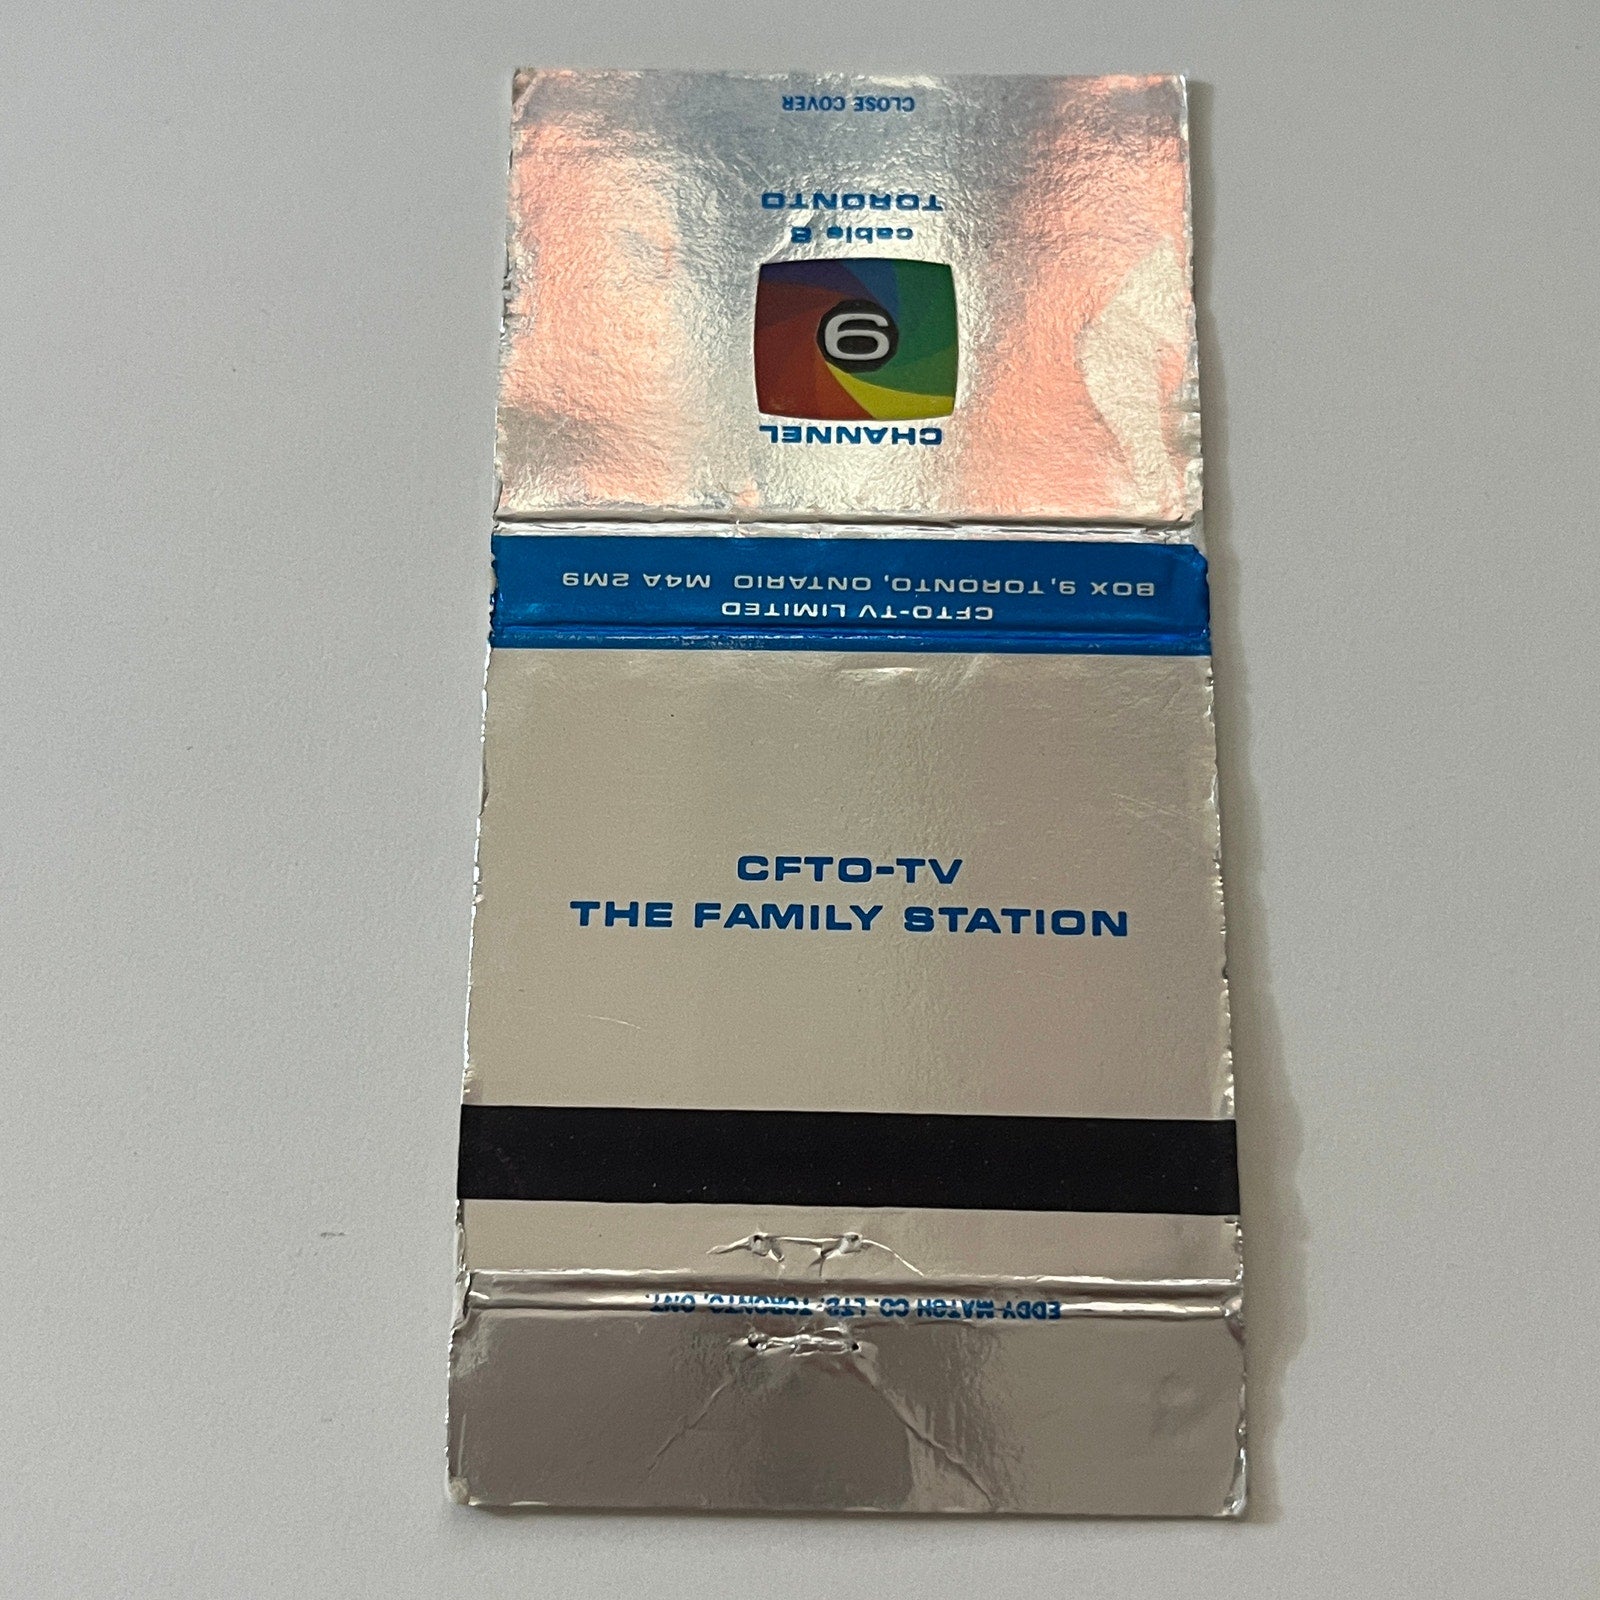 CHANNEL
9
cable 8
TORONTO
CLOSE COVER
CFTO-TV LIMITED
BOX 9, TORONTO, ONTARIO M4A 2M9
CFTO-TV
THE FAMILY STATION
EDDY MATCH CO. LTD. TORONTO, ONT.